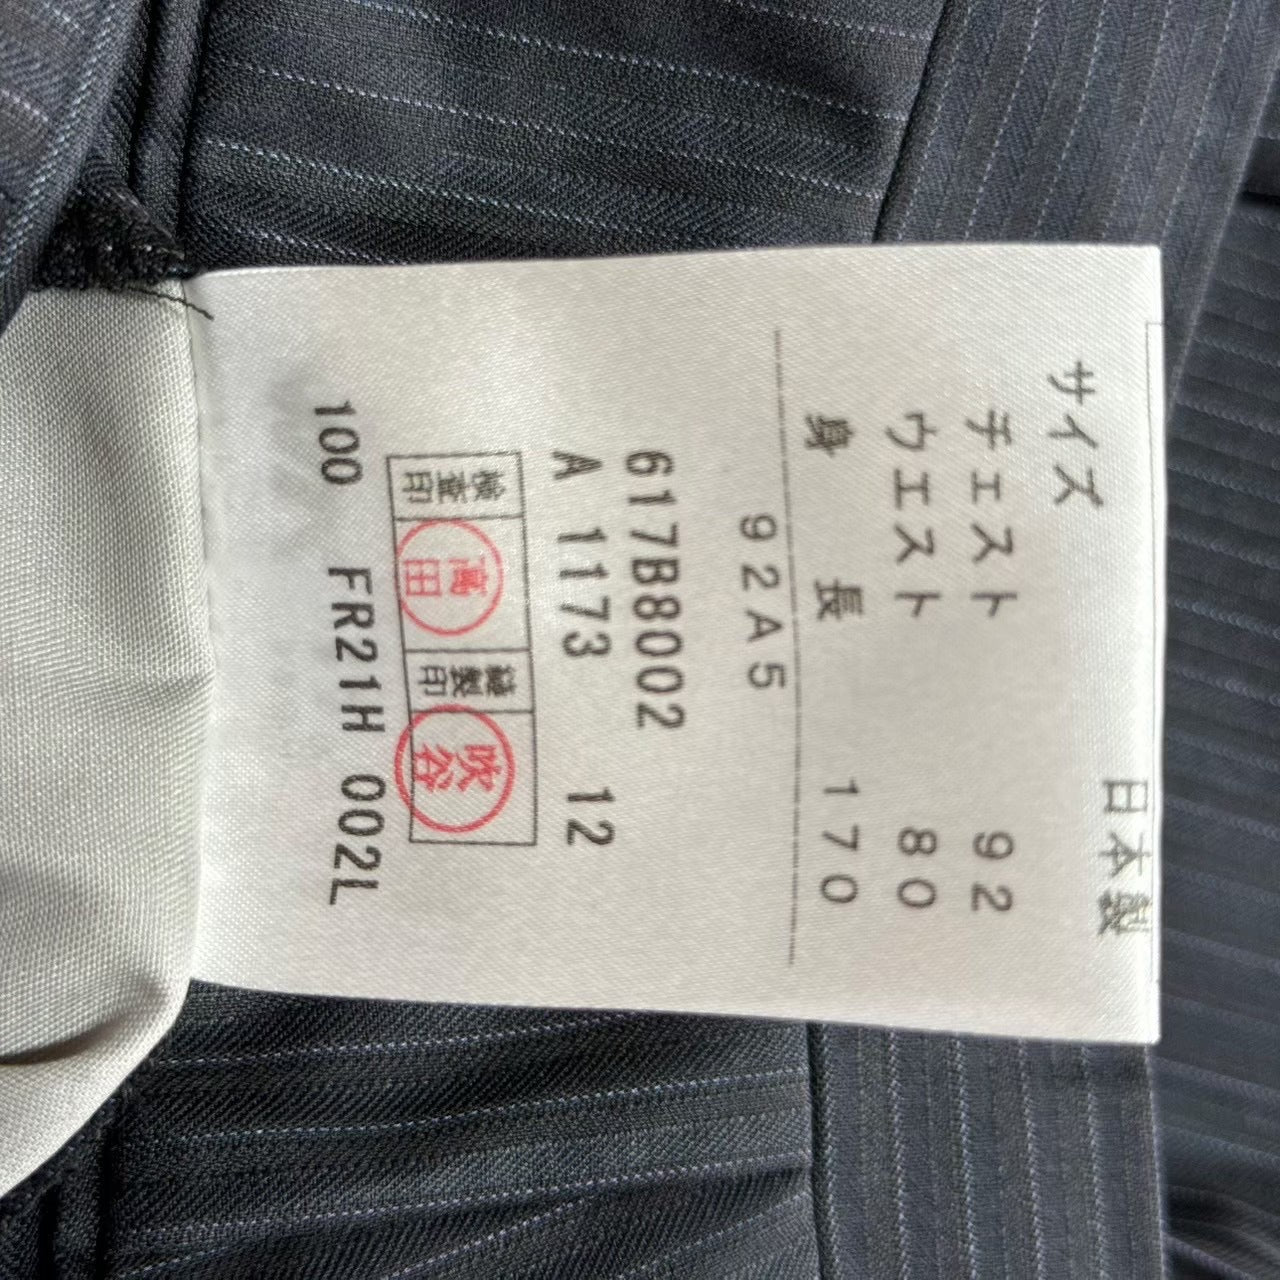 日本製
サイズ
チェスト 92
ウエスト 80
身長 170
92A5
617B8002
A 1173 12
検査印 高田 縫製印 吹谷
100 FR21H 002L